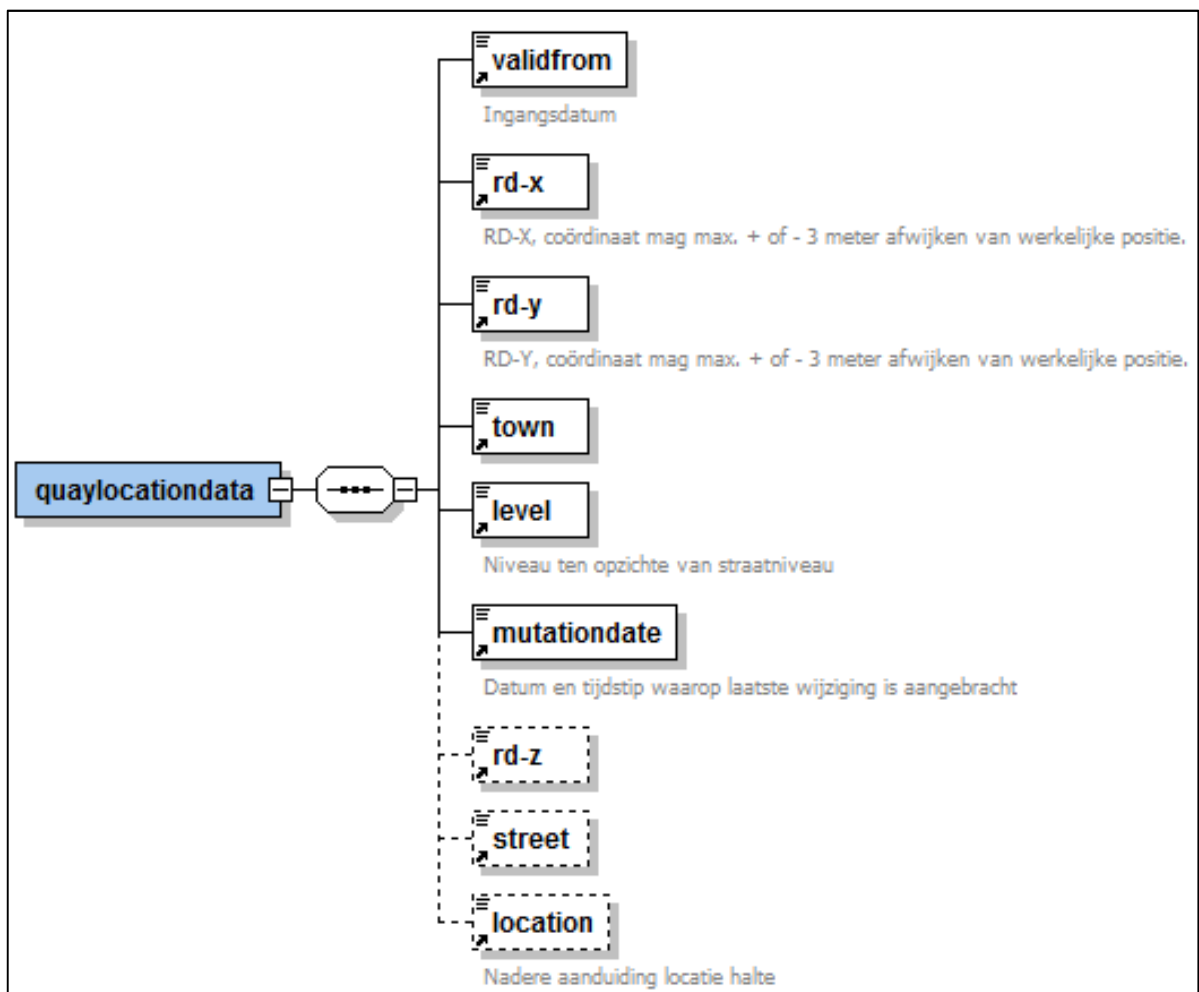 validfrom
Ingangsdatum
rd-x
RD-X, coördinaat mag max. + of - 3 meter afwijken van werkelijke positie.
rd-y
RD-Y, coördinaat mag max. + of - 3 meter afwijken van werkelijke positie.
town
quaylocationdata
level
Niveau ten opzichte van straatniveau
mutationdate
Datum en tijdstip waarop laatste wijziging is aangebracht
rd-z
street
location
Nadere aanduiding locatie halte